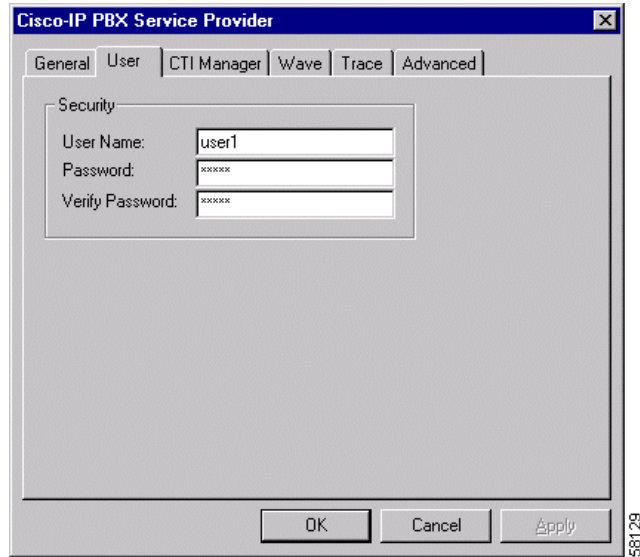 Cisco-IP PBX Service Provider
General User CTI Manager Wave Trace Advanced
Security
User Name: user1
Password: *****
Verify Password: *****
OK Cancel Apply
58129